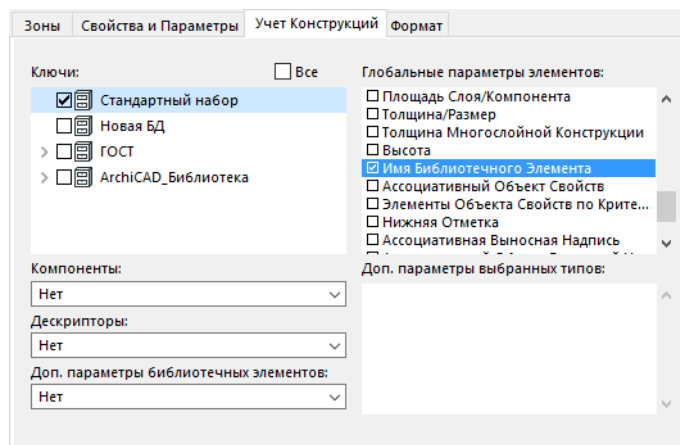 Зоны Свойства и Параметры Учет Конструкций Формат
Ключи: Все
Стандартный набор
Новая БД
ГОСТ
ArchiCAD_Библиотека
Глобальные параметры элементов:
Площадь Слоя/Компонента
Толщина/Размер
Толщина Многослойной Конструкции
Высота
Имя Библиотечного Элемента
Ассоциативный Объект Свойств
Элементы Объекта Свойств по Крите...
Нижняя Отметка
Ассоциативная Выносная Надпись
Компоненты:
Нет
Дескрипторы:
Нет
Доп. параметры библиотечных элементов:
Нет
Доп. параметры выбранных типов: